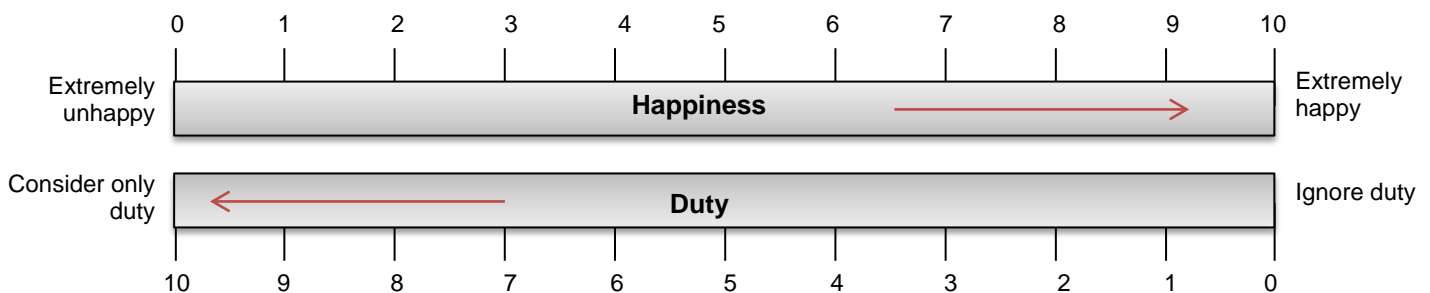 0 1 2 3 4 5 6 7 8 9 10
Extremely
unhappy
Happiness
Extremely
happy
Consider only
duty
Duty
Ignore duty
10 9 8 7 6 5 4 3 2 1 0